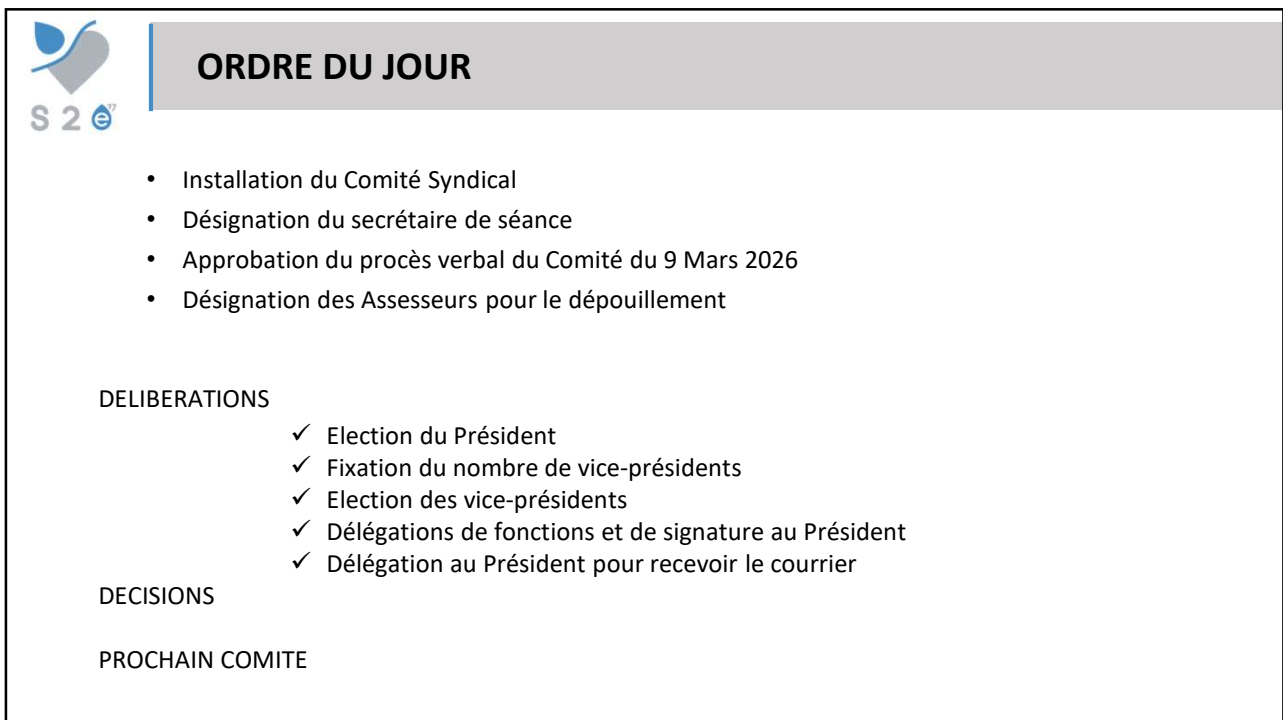 ORDRE DU JOUR
S2e"
• Installation du Comité Syndical
• Désignation du secrétaire de séance
• Approbation du procès verbal du Comité du 9 Mars 2026
• Désignation des Assesseurs pour le dépouillement
DELIBERATIONS
✓ Election du Président
✓ Fixation du nombre de vice-présidents
✓ Election des vice-présidents
✓ Délégations de fonctions et de signature au Président
✓ Délégation au Président pour recevoir le courrier
DECISIONS
PROCHAIN COMITE